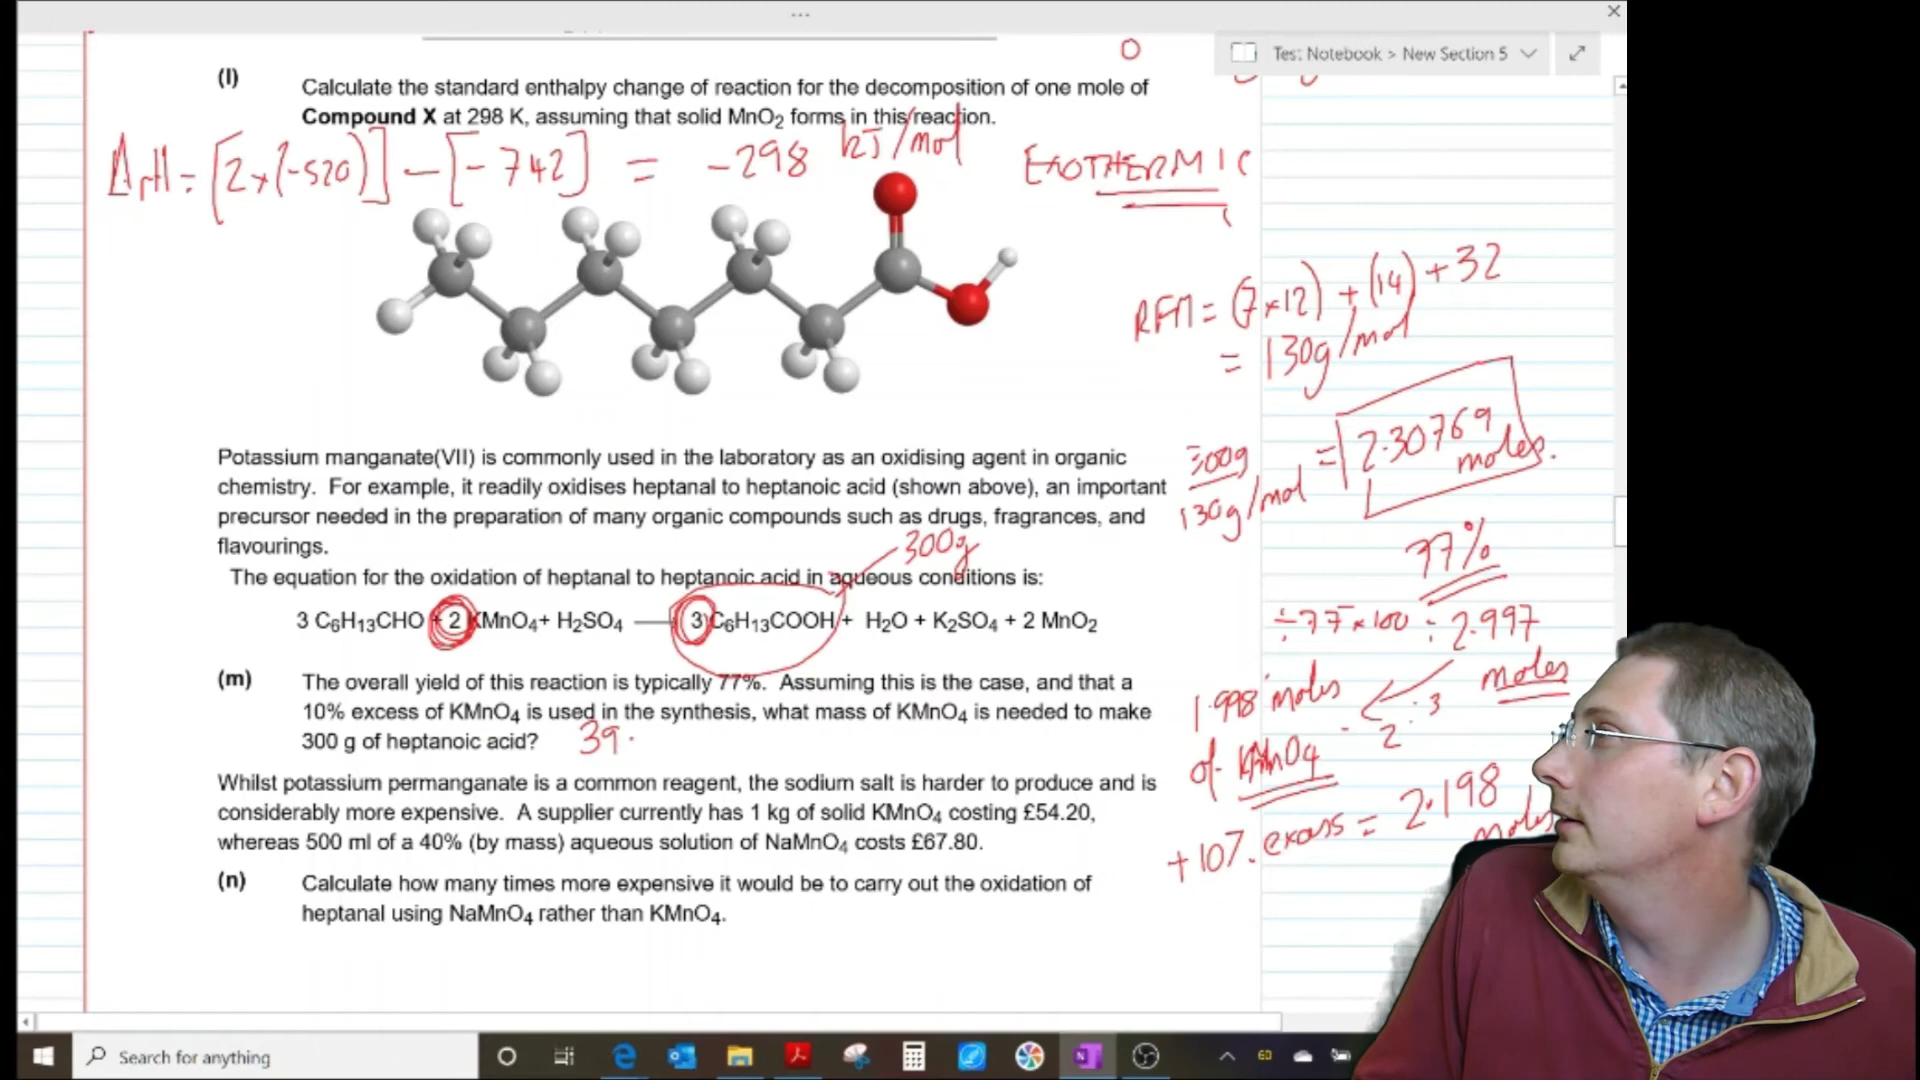 Test Notebook > New Section 5
(l) Calculate the standard enthalpy change of reaction for the decomposition of one mole of
Compound X at 298 K, assuming that solid MnO₂ forms in this reaction.
ΔrH = [2×(-520)] - [-742] = -298 kJ/mol EXOTHERMIC
RFM = (7×12) + (14) + 32
= 130g/mol
300g
130g/mol = 2.30769 moles.
Potassium manganate(VII) is commonly used in the laboratory as an oxidising agent in organic
chemistry. For example, it readily oxidises heptanal to heptanoic acid (shown above), an important
precursor needed in the preparation of many organic compounds such as drugs, fragrances, and
flavourings.
300g
The equation for the oxidation of heptanal to heptanoic acid in aqueous conditions is:
3 C₆H₁₃CHO + 2 KMnO₄+ H₂SO₄ → 3 C₆H₁₃COOH + H₂O + K₂SO₄ + 2 MnO₂
77%
÷77×100 = 2.997
moles
1.998 moles
2 : 3
of KMnO₄
+10% excess = 2.198
moles
(m) The overall yield of this reaction is typically 77%. Assuming this is the case, and that a
10% excess of KMnO₄ is used in the synthesis, what mass of KMnO₄ is needed to make
300 g of heptanoic acid? 39.
Whilst potassium permanganate is a common reagent, the sodium salt is harder to produce and is
considerably more expensive. A supplier currently has 1 kg of solid KMnO₄ costing £54.20,
whereas 500 ml of a 40% (by mass) aqueous solution of NaMnO₄ costs £67.80.
(n) Calculate how many times more expensive it would be to carry out the oxidation of
heptanal using NaMnO₄ rather than KMnO₄.
Search for anything